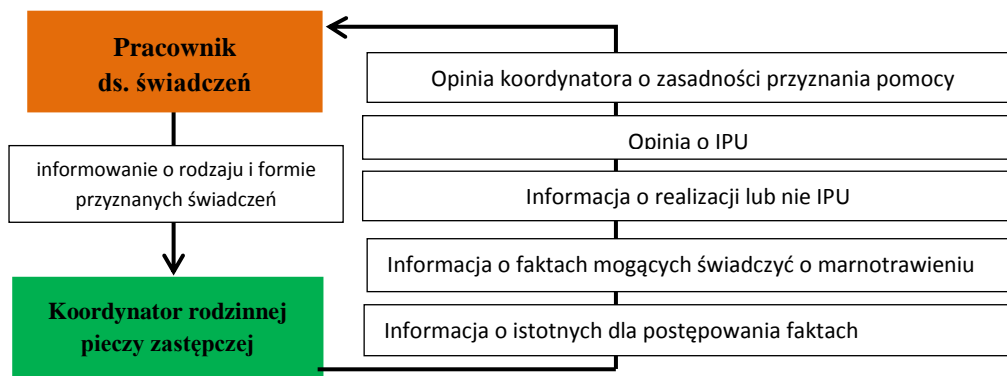 Pracownik
ds. świadczeń
informowanie o rodzaju i formie
przyznanych świadczeń
Koordynator rodzinnej
pieczy zastępczej
Opinia koordynatora o zasadności przyznania pomocy
Opinia o IPU
Informacja o realizacji lub nie IPU
Informacja o faktach mogących świadczyć o marnotrawieniu
Informacja o istotnych dla postępowania faktach